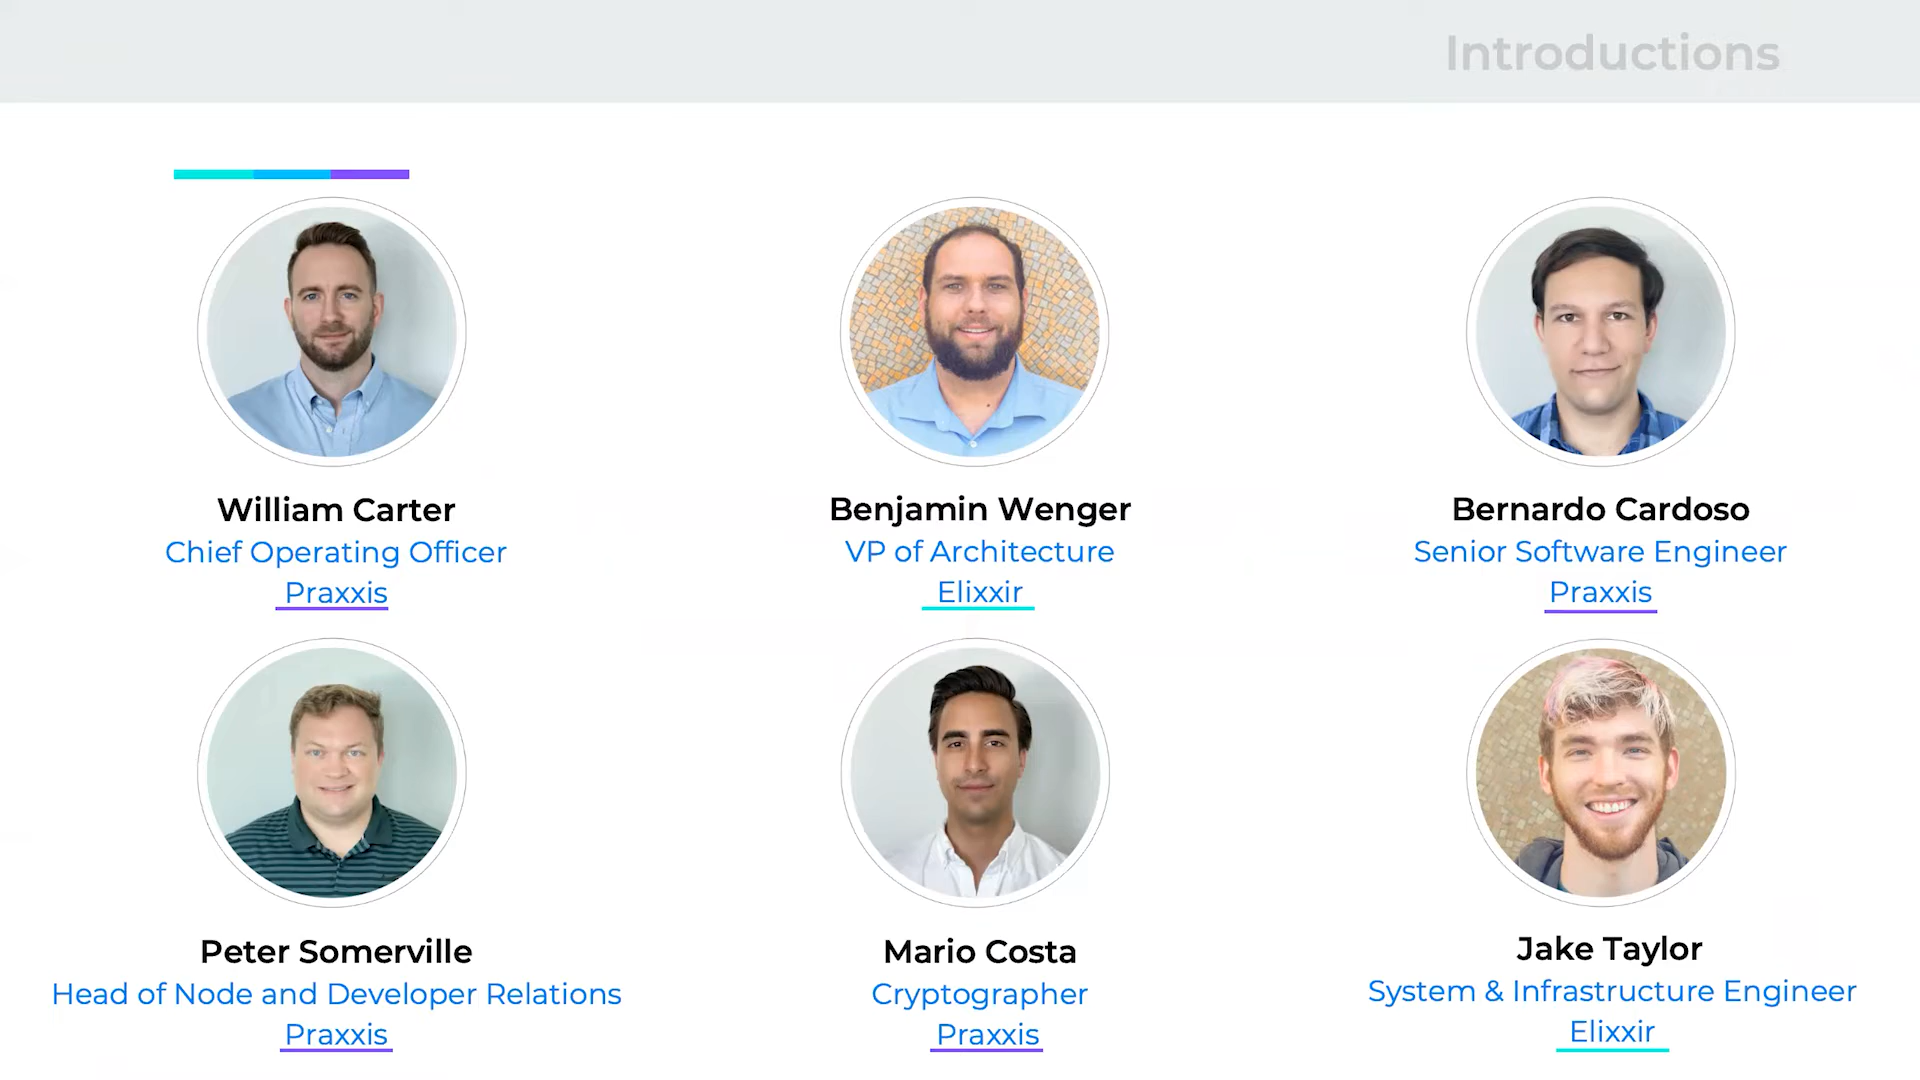 Introductions
William Carter
Chief Operating Officer
Praxxis
Benjamin Wenger
VP of Architecture
Elixxir
Bernardo Cardoso
Senior Software Engineer
Praxxis
Peter Somerville
Head of Node and Developer Relations
Praxxis
Mario Costa
Cryptographer
Praxxis
Jake Taylor
System & Infrastructure Engineer
Elixxir